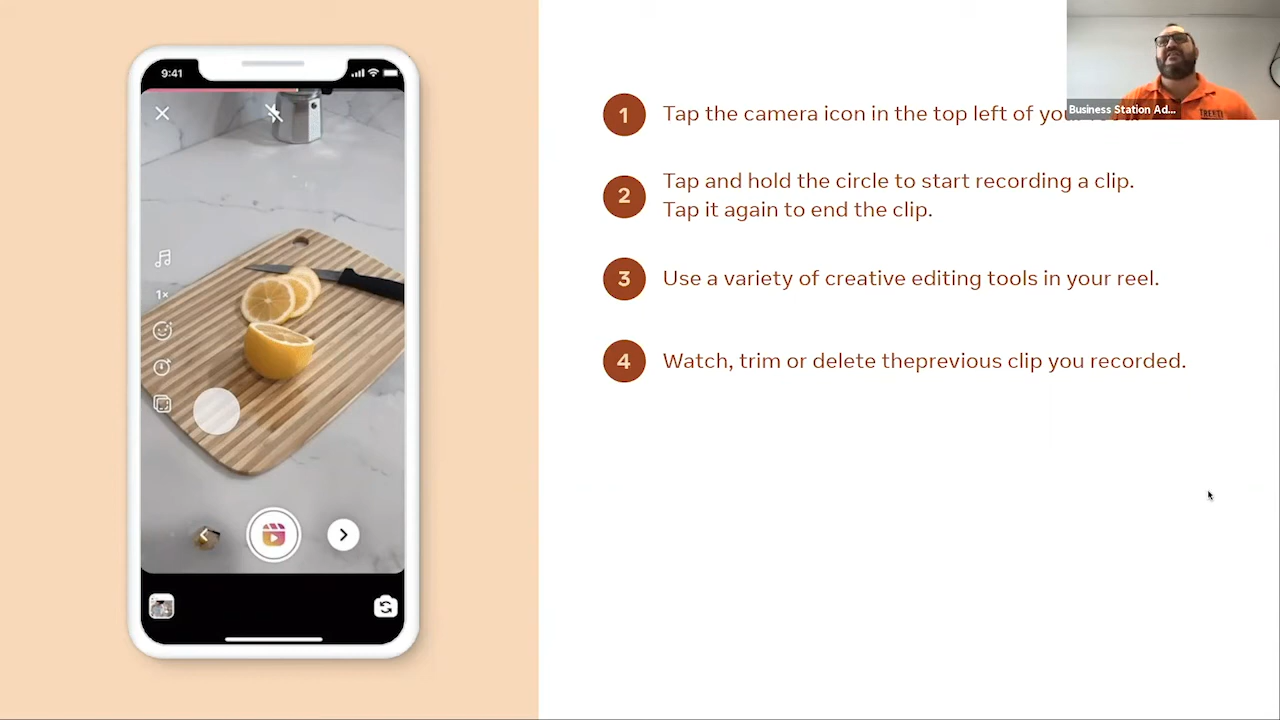 9:41
1×
1
Tap the camera icon in the top left of
Business Station Ad...
2
Tap and hold the circle to start recording a clip.
Tap it again to end the clip.
3
Use a variety of creative editing tools in your reel.
4
Watch, trim or delete theprevious clip you recorded.